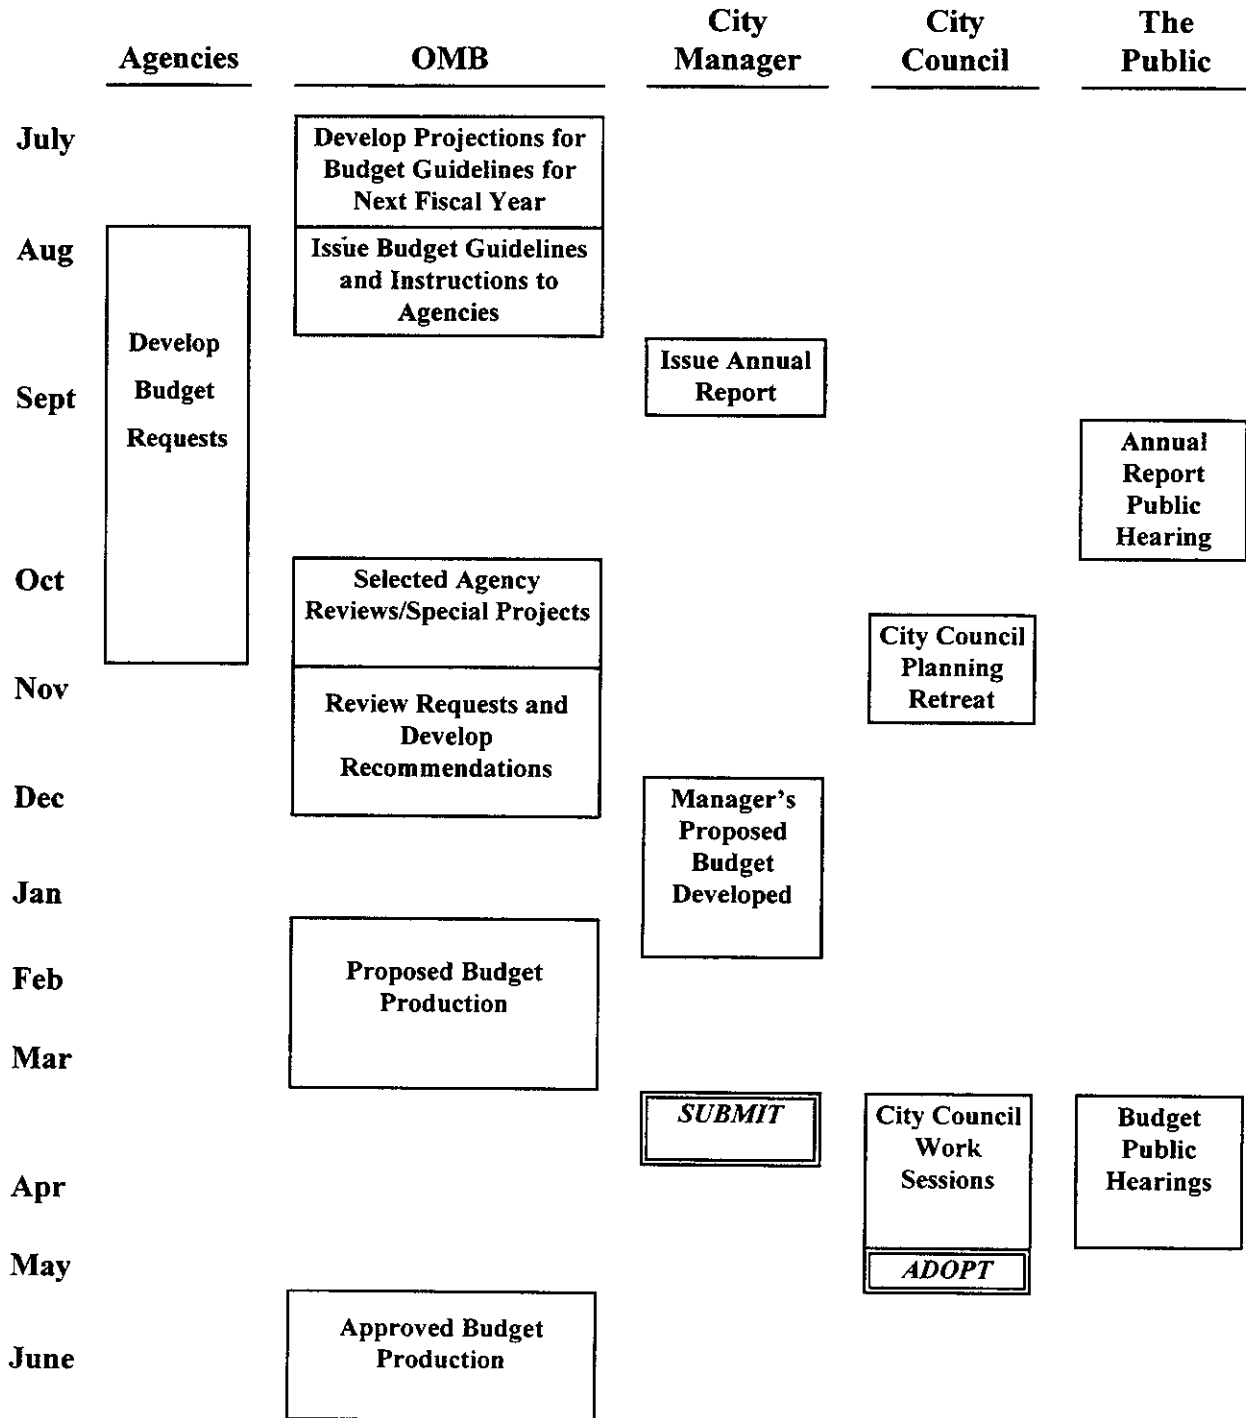 Agencies
OMB
City
Manager
City
Council
The
Public
July
Develop Projections for
Budget Guidelines for
Next Fiscal Year
Aug
Issue Budget Guidelines
and Instructions to
Agencies
Develop
Budget
Requests
Sept
Issue Annual
Report
Annual
Report
Public
Hearing
Oct
Selected Agency
Reviews/Special Projects
City Council
Planning
Retreat
Nov
Review Requests and
Develop
Recommendations
Dec
Manager's
Proposed
Budget
Developed
Jan
Feb
Proposed Budget
Production
Mar
SUBMIT
City Council
Work
Sessions
Budget
Public
Hearings
Apr
May
ADOPT
June
Approved Budget
Production